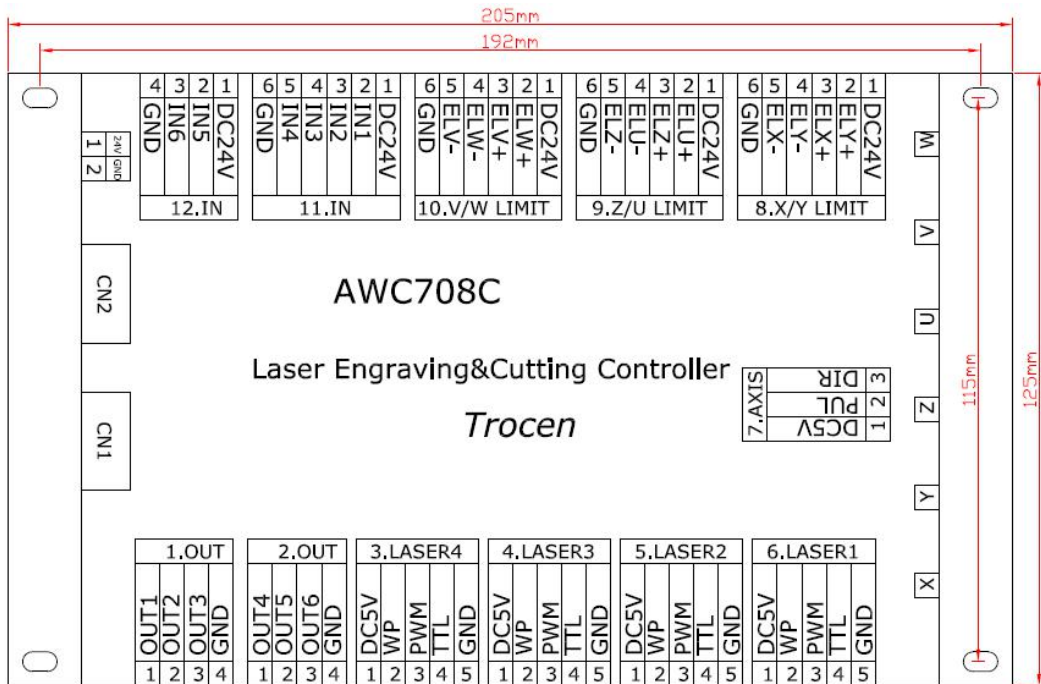 205mm
192mm
4 3 2 1
GND IN6 IN5 DC24V
12.IN
6 5 4 3 2 1
GND IN4 IN3 IN2 IN1 DC24V
11.IN
6 5 4 3 2 1
GND ELV- ELW- ELV+ ELW+ DC24V
10.V/W LIMIT
6 5 4 3 2 1
GND ELZ- ELU- ELZ+ ELU+ DC24V
9.Z/U LIMIT
6 5 4 3 2 1
GND ELX- ELY- ELX+ ELY+ DC24V
8.X/Y LIMIT
1 24V
2 GND
CN2
CN1
AWC708C
Laser Engraving&Cutting Controller
Trocen
7.AXIS
DIR 3
PUL 2
DC5V 1
W
V
U
Z
Y
X
115mm
125mm
1.OUT
OUT1 OUT2 OUT3 GND
1 2 3 4
2.OUT
OUT4 OUT5 OUT6 GND
1 2 3 4
3.LASER4
DC5V WP PWM TTL GND
1 2 3 4 5
4.LASER3
DC5V WP PWM TTL GND
1 2 3 4 5
5.LASER2
DC5V WP PWM TTL GND
1 2 3 4 5
6.LASER1
DC5V WP PWM TTL GND
1 2 3 4 5